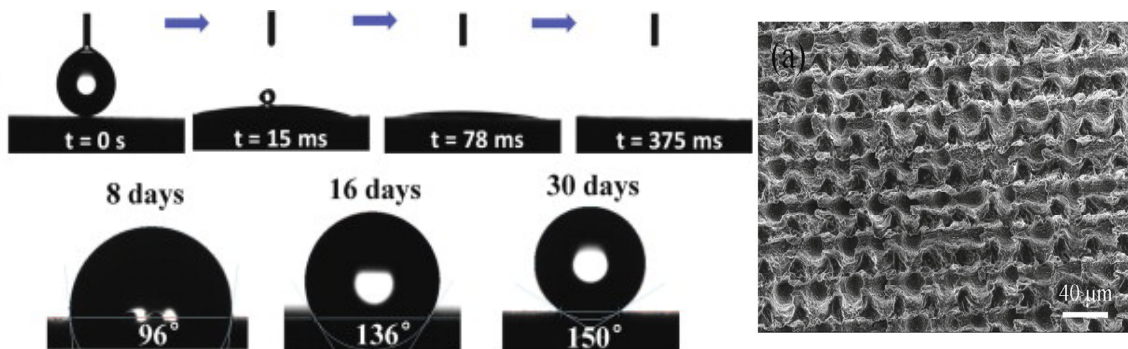 t = 0 s
t = 15 ms
t = 78 ms
t = 375 ms
8 days
16 days
30 days
96°
136°
150°
(a)
40 μm